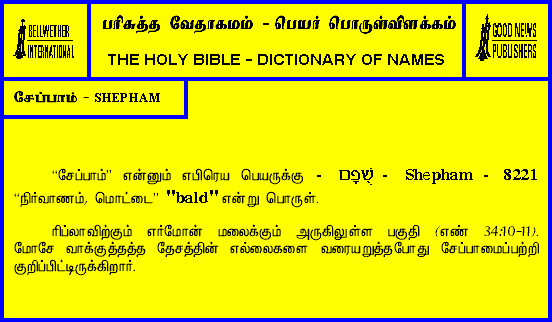 BELLWETHER
INTERNATIONAL
பரிசுத்த வேதாகமம் - பெயர் பொருள்விளக்கம்
THE HOLY BIBLE - DICTIONARY OF NAMES
GOOD NEWS
PUBLISHERS
சேப்பாம் - SHEPHAM
“சேப்பாம்” என்னும் எபிரெய பெயருக்கு - שְׁפָם - Shepham - 8221
“நிர்வாணம், மொட்டை” "bald" என்று பொருள்.
ரிப்லாவிற்கும் எர்மோன் மலைக்கும் அருகிலுள்ள பகுதி (எண் 34:10-11).
மோசே வாக்குத்தத்த தேசத்தின் எல்லைகளை வரையறுத்தபோது சேப்பாமைப்பற்றி
குறிப்பிட்டிருக்கிறார்.